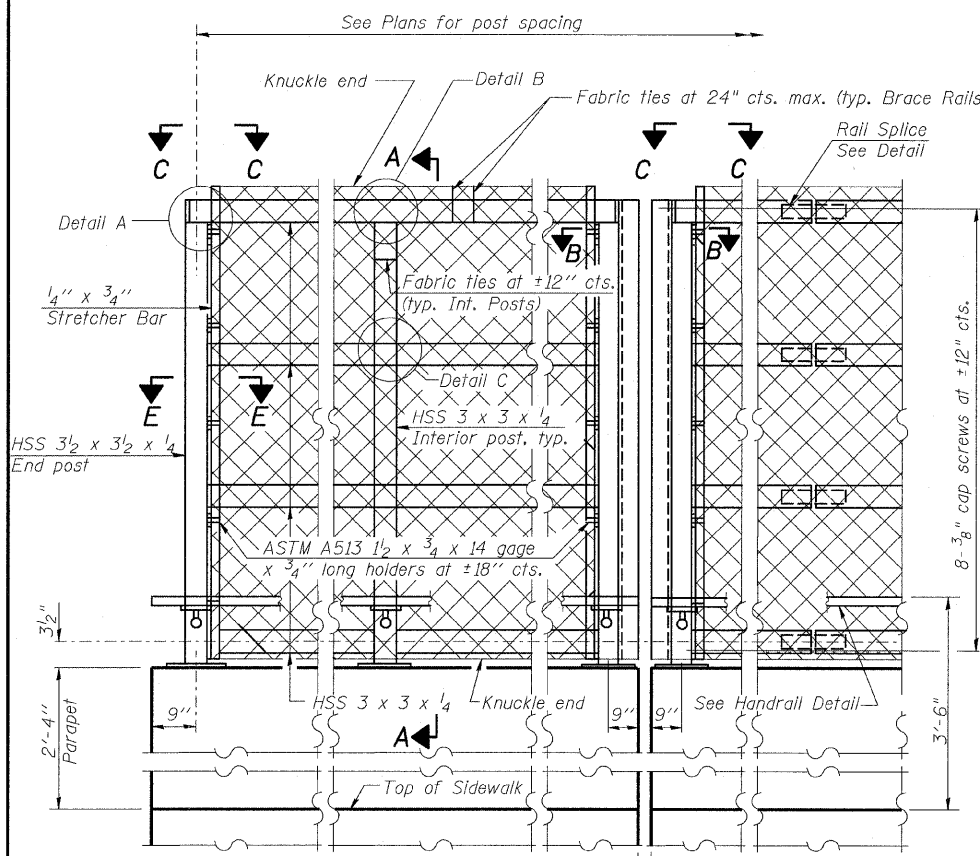 See Plans for post spacing
Knuckle end
Detail B
Fabric ties at 24" cts. max. (typ. Brace Rails
C
C
A
C
C
Rail Splice
See Detail
Detail A
B
B
Fabric ties at ±12" cts.
(typ. Int. Posts)
1/4" x 3/4"
Stretcher Bar
Detail C
E
E
HSS 3 x 3 x 1/4
Interior post, typ.
HSS 3 1/2 x 3 1/2 x 1/4
End post
8-3/8" cap screws at ±12" cts.
ASTM A513 1 1/2 x 3/4 x 14 gage
x 3/4" long holders at ±18" cts.
3 1/2"
HSS 3 x 3 x 1/4
Knuckle end
See Handrail Detail
9"
9"
9"
2'-4"
Parapet
3'-6"
A
Top of Sidewalk